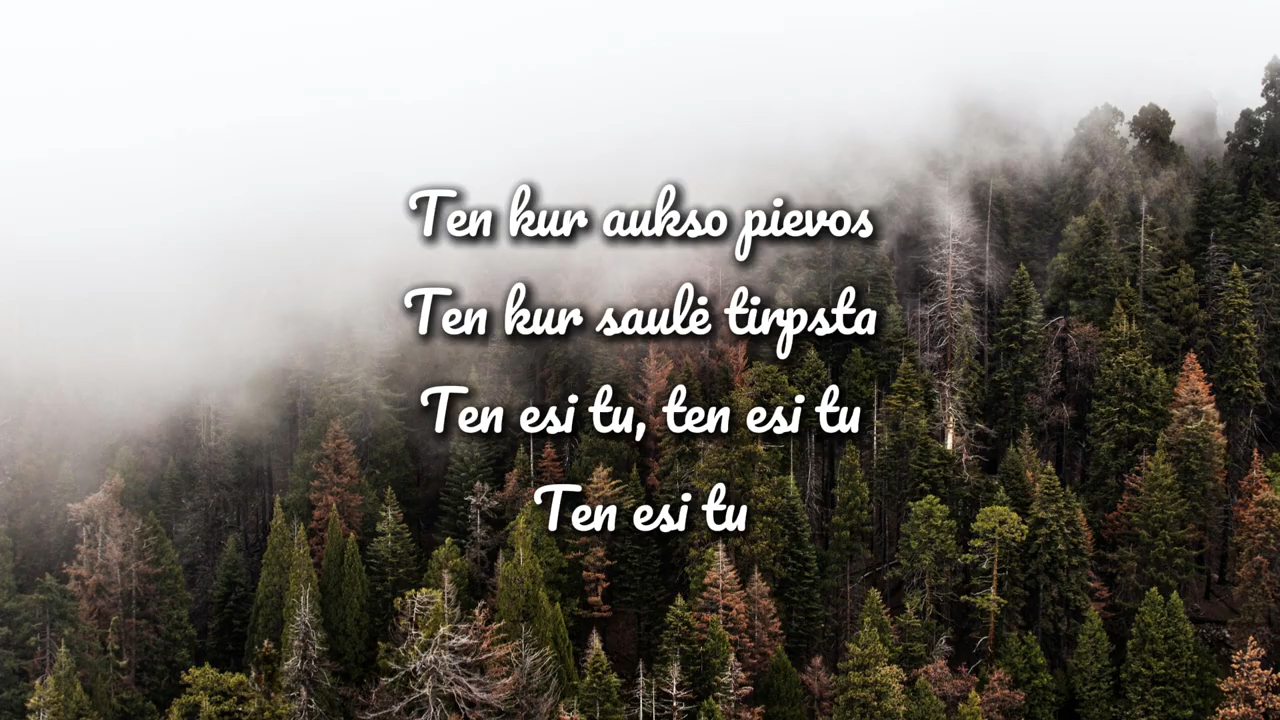 Ten kur aukso pievos
Ten kur saulė tirpsta
Ten esi tu, ten esi tu
Ten esi tu